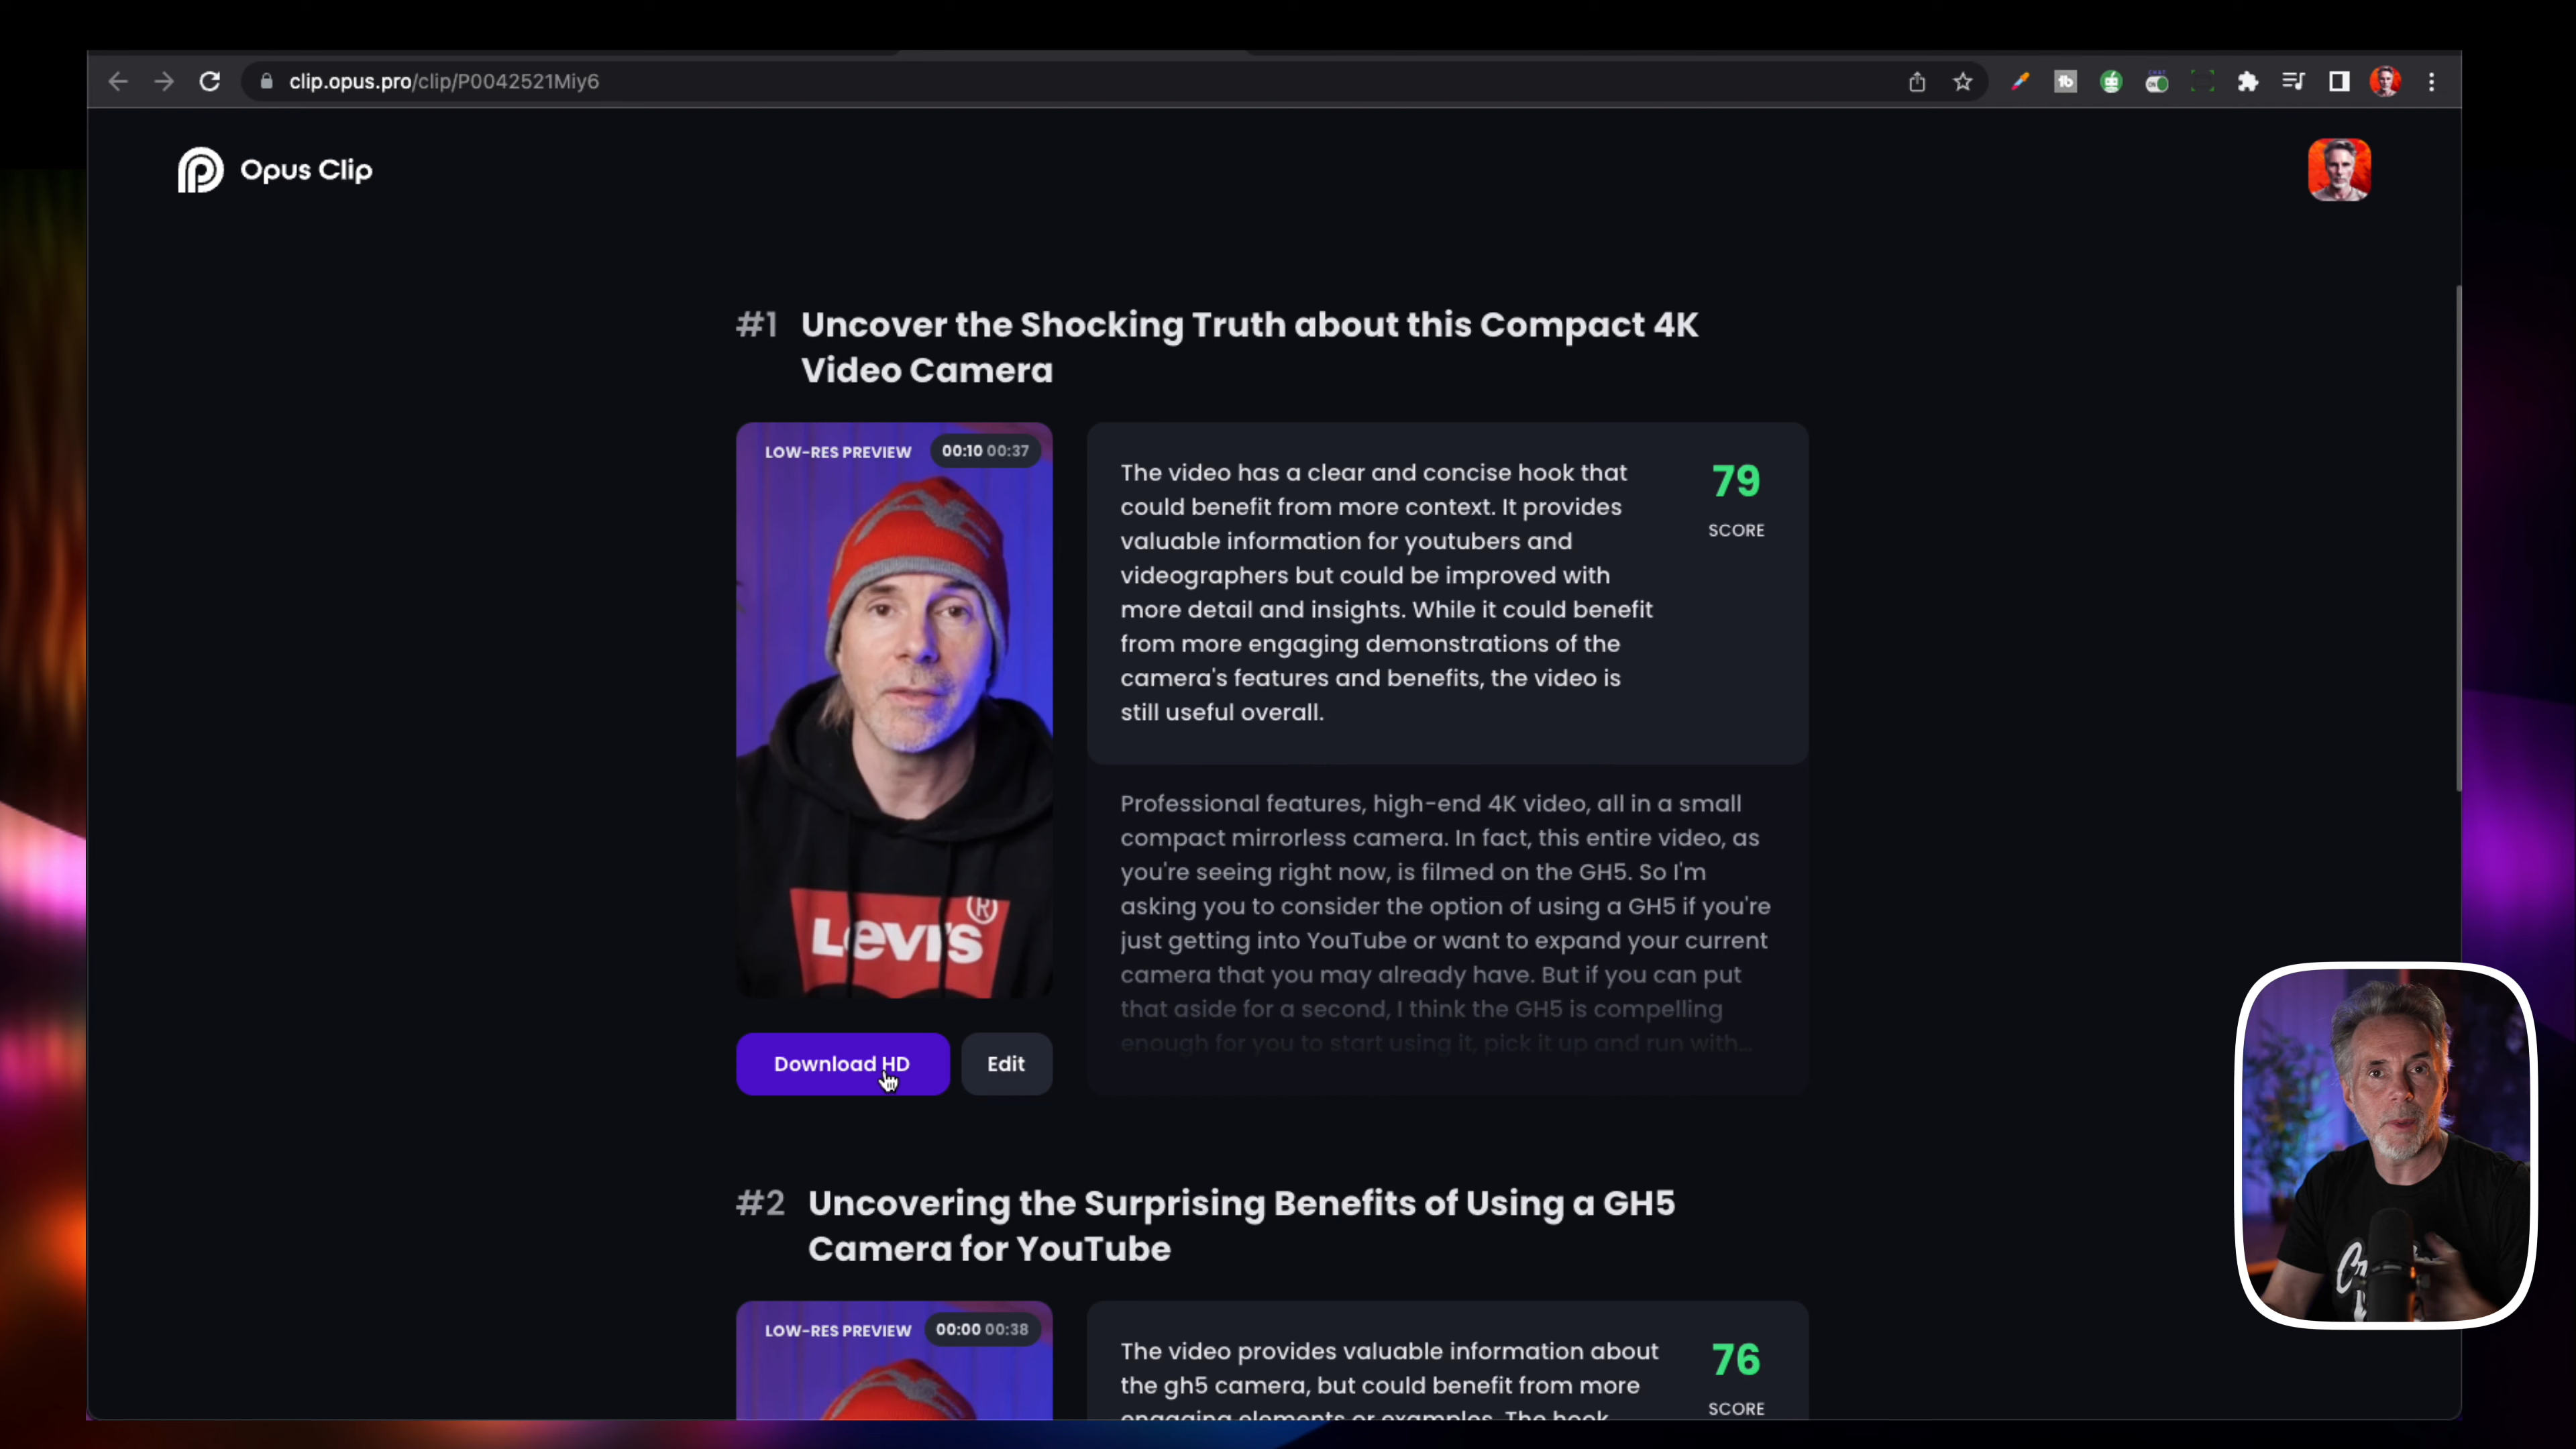 clip.opus.pro/clip/P0042521Miy6
Opus Clip
#1 Uncover the Shocking Truth about this Compact 4K
Video Camera
LOW-RES PREVIEW 00:10 00:37
The video has a clear and concise hook that
could benefit from more context. It provides
valuable information for youtubers and
videographers but could be improved with
more detail and insights. While it could benefit
from more engaging demonstrations of the
camera's features and benefits, the video is
still useful overall.
79
SCORE
Levi's ®
Professional features, high-end 4K video, all in a small
compact mirrorless camera. In fact, this entire video, as
you're seeing right now, is filmed on the GH5. So I'm
asking you to consider the option of using a GH5 if you're
just getting into YouTube or want to expand your current
camera that you may already have. But if you can put
that aside for a second, I think the GH5 is compelling
enough for you to start using it, pick it up and run with...
Download HD
Edit
#2 Uncovering the Surprising Benefits of Using a GH5
Camera for YouTube
LOW-RES PREVIEW 00:00 00:38
The video provides valuable information about
the gh5 camera, but could benefit from more
engaging elements or examples. The hook
76
SCORE